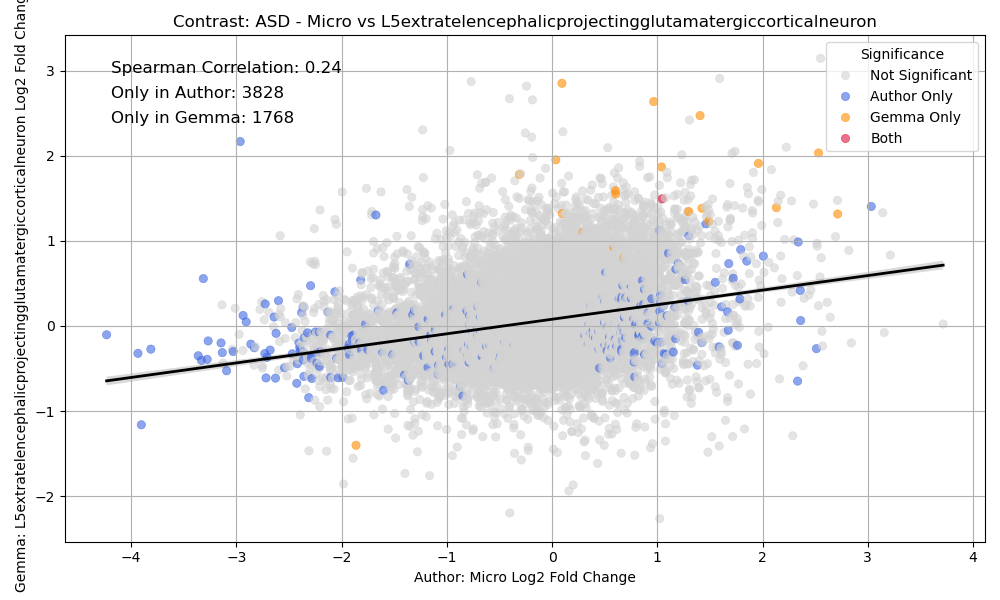 Contrast: ASD - Micro vs L5extratelencephalicprojectingglutamatergiccorticalneuron
Gemma: L5extratelencephalicprojectingglutamatergiccorticalneuron Log2 Fold
Spearman Correlation: 0.24
Only in Author: 3828
Only in Gemma: 1768
Significance
Not Significant
Author Only
Gemma Only
Both
3
2
1
0
−1
−2
−4 −3 −2 −1 0 1 2 3 4
Author: Micro Log2 Fold Change